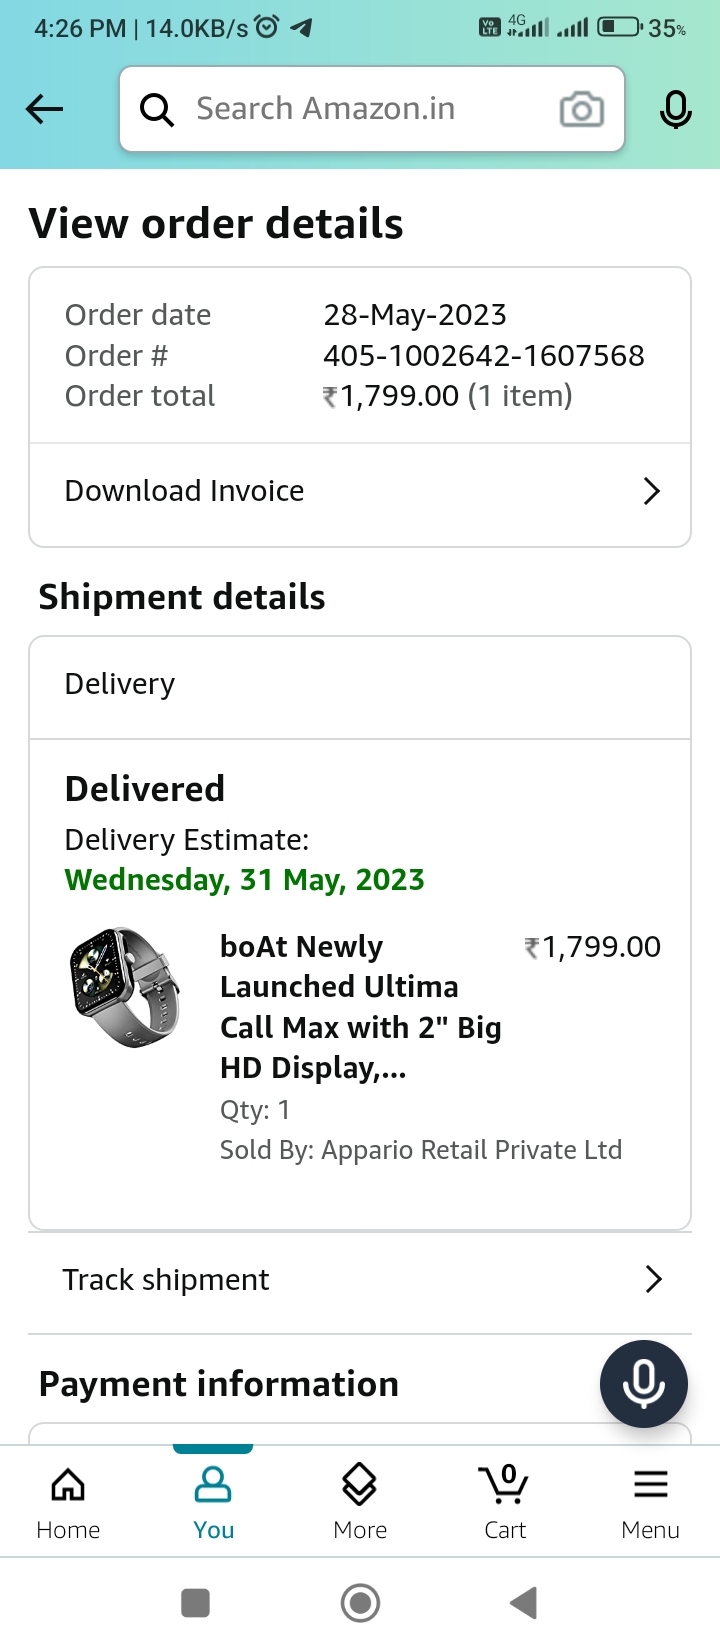 4:26 PM | 14.0KB/s
Vo LTE 4G 35%
Search Amazon.in
View order details
Order date 28-May-2023
Order # 405-1002642-1607568
Order total ₹1,799.00 (1 item)
Download Invoice
Shipment details
Delivery
Delivered
Delivery Estimate:
Wednesday, 31 May, 2023
boAt Newly ₹1,799.00
Launched Ultima
Call Max with 2" Big
HD Display,...
Qty: 1
Sold By: Appario Retail Private Ltd
Track shipment
Payment information
0
Home You More Cart Menu